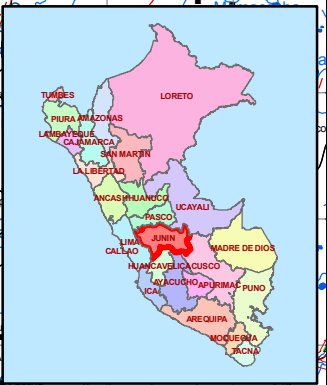 LORETO
TUMBES
PIURA
AMAZONAS
LAMBAYEQUE
CAJAMARCA
SAN MARTIN
LA LIBERTAD
ANCASH
HUANUCO
UCAYALI
PASCO
LIMA
JUNIN
CALLAO
MADRE DE DIOS
HUANCAVELICA
CUSCO
AYACUCHO
APURIMAC
PUNO
ICA
AREQUIPA
MOQUEGUA
TACNA